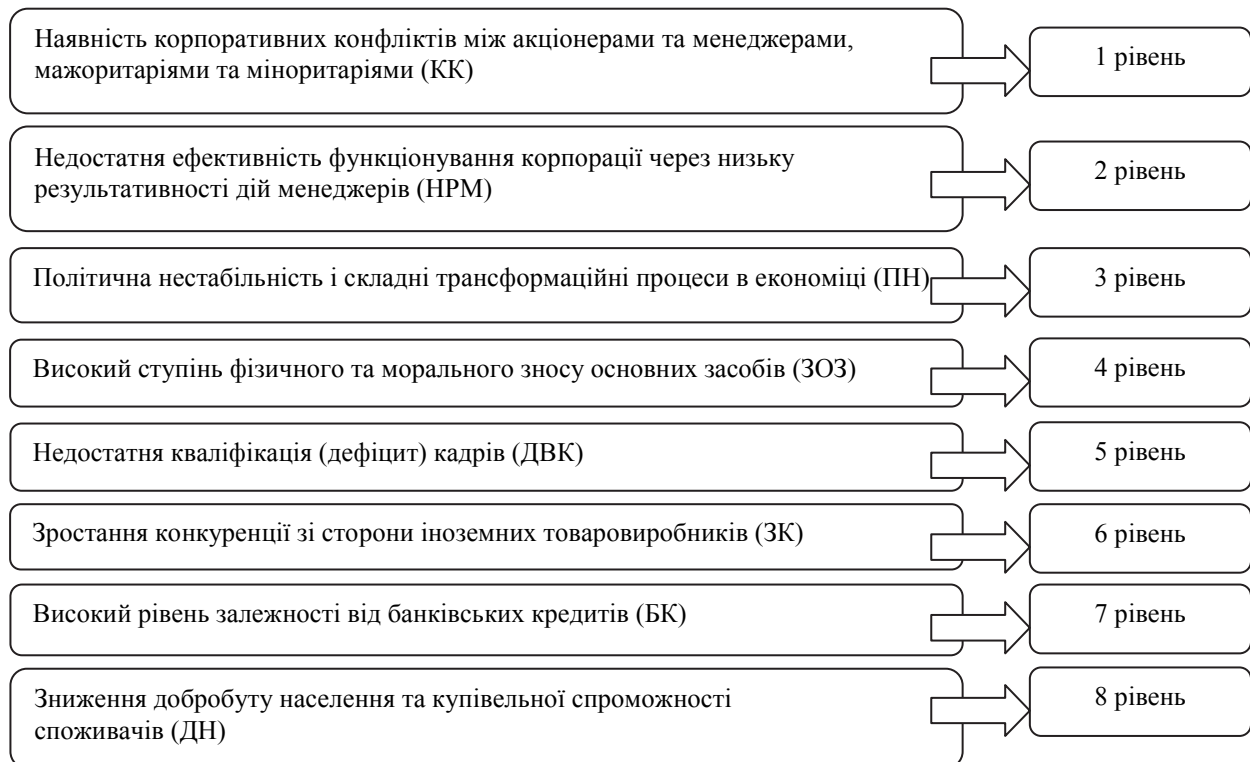 Наявність корпоративних конфліктів між акціонерами та менеджерами,
мажоритаріями та міноритаріями (КК)
1 рівень
Недостатня ефективність функціонування корпорації через низьку
результативності дій менеджерів (НРМ)
2 рівень
Політична нестабільність і складні трансформаційні процеси в економіці (ПН)
3 рівень
Високий ступінь фізичного та морального зносу основних засобів (ЗОЗ)
4 рівень
Недостатня кваліфікація (дефіцит) кадрів (ДВК)
5 рівень
Зростання конкуренції зі сторони іноземних товаровиробників (ЗК)
6 рівень
Високий рівень залежності від банківських кредитів (БК)
7 рівень
Зниження добробуту населення та купівельної спроможності
споживачів (ДН)
8 рівень